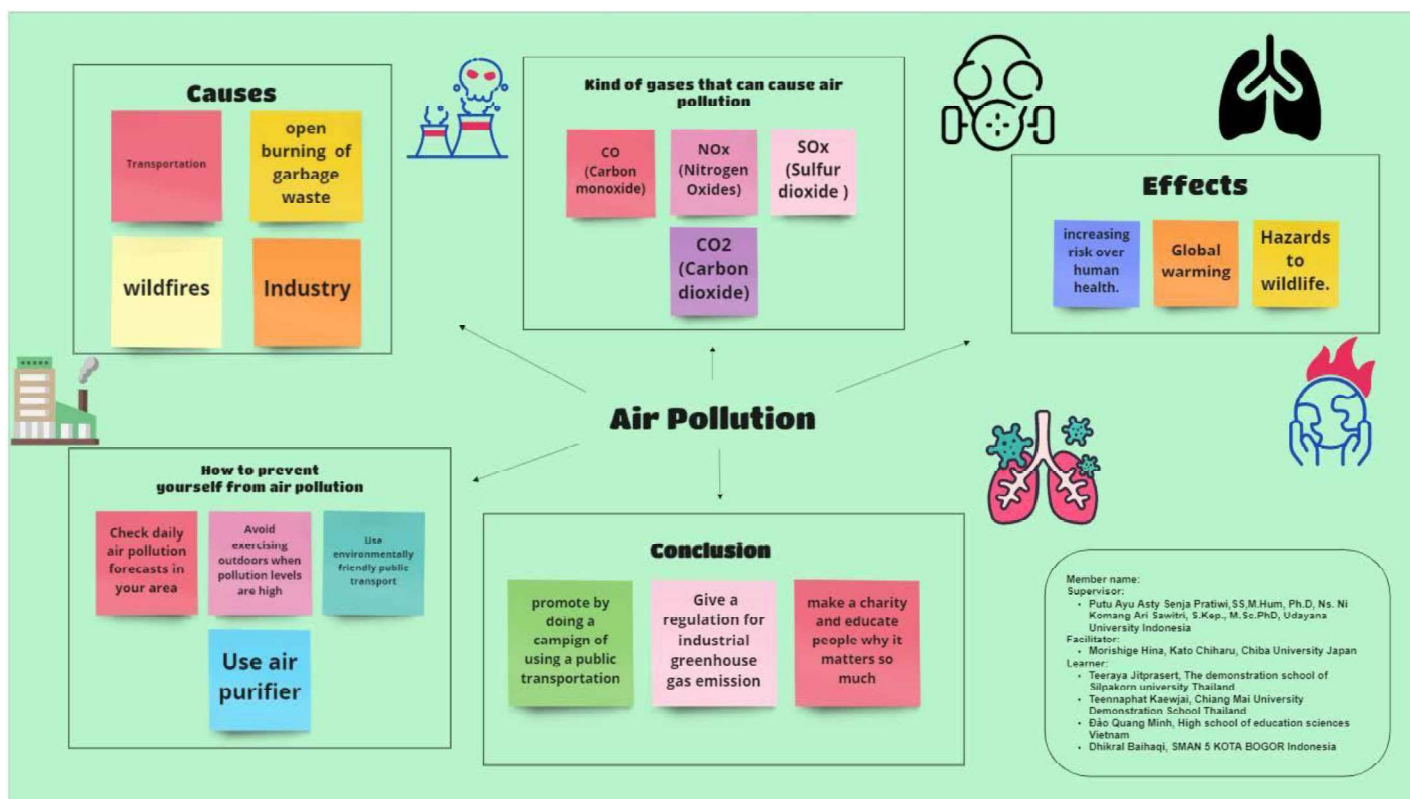 Causes
Transportation
open
burning of
garbage
waste
wildfires
Industry
Kind of gases that can cause air
pollution
CO
(Carbon
monoxide)
NOx
(Nitrogen
Oxides)
SOx
(Sulfur
dioxide )
CO2
(Carbon
dioxide)
Effects
increasing
risk over
human
health.
Global
warming
Hazards
to
wildlife.
Air Pollution
How to prevent
yourself from air pollution
Check daily
air pollution
forecasts in
your area
Avoid
exercising
outdoors when
pollution levels
are high
Use
environmentally
friendly public
transport
Use air
purifier
Conclusion
promote by
doing a
campign of
using a public
transportation
Give a
regulation for
industrial
greenhouse
gas emission
make a charity
and educate
people why it
matters so
much
Member name:
Supervisor:
• Putu Ayu Asty Senja Pratiwi,SS,M.Hum, Ph.D, Ns. Ni
Komang Ari Sawitri, S.Kep., M.Sc.PhD, Udayana
University Indonesia
Facilitator:
• Morishige Hina, Kato Chiharu, Chiba University Japan
Learner:
• Teeraya Jitprasert, The demonstration school of
Silpakorn university Thailand
• Teennaphat Kaewjai, Chiang Mai University
Demonstration School Thailand
• Đào Quang Minh, High school of education sciences
Vietnam
• Dhikral Baihaqi, SMAN 5 KOTA BOGOR Indonesia